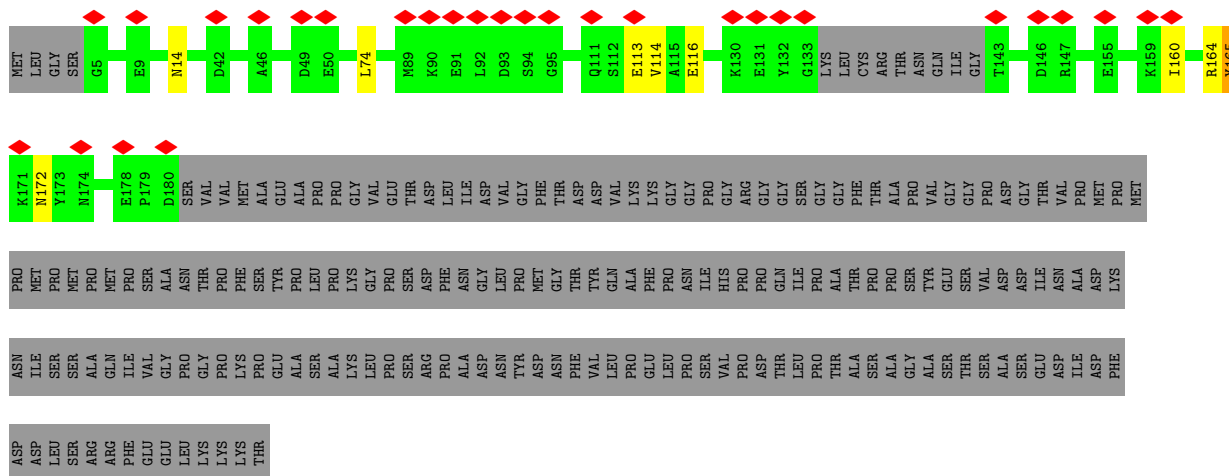 MET LEU GLY SER G5 E9 N14 D42 A46 D49 E50 L74 M89 K90 E91 L92 D93 S94 G95 Q111 S112 E113 V114 A115 E116 K130 E131 Y132 G133 LYS LEU CYS ARG THR ASN GLN ILE GLY T143 D146 R147 E155 K159 I160 R164
K171 N172 Y173 N174 E178 P179 D180 SER VAL VAL MET ALA GLU ALA PRO PRO GLY VAL GLU THR ASP LEU ILE ASP VAL GLY PHE THR ASP ASP VAL LYS LYS GLY GLY PRO GLY ARG GLY GLY SER GLY GLY PHE THR ALA PRO VAL GLY GLY PRO ASP GLY THR VAL PRO MET PRO MET
PRO MET PRO MET PRO MET PRO SER ALA ASN THR PRO PHE SER TYR PRO LEU PRO LYS GLY PRO SER ASP PHE ASN GLY LEU PRO MET GLY THR TYR GLN ALA PHE PRO ASN ILE HIS PRO PRO GLN ILE PRO ALA THR PRO PRO SER TYR GLU SER VAL ASP ASP ILE ASN ALA ASP LYS
ASN ILE SER SER ALA GLN ILE VAL GLY PRO GLY PRO LYS PRO GLU ALA SER ALA LYS LEU PRO SER ARG PRO ALA ASP ASN TYR ASP ASN PHE VAL LEU PRO GLU LEU PRO SER VAL PRO ASP THR LEU PRO THR ALA SER ALA GLY ALA SER THR SER ALA SER GLU ASP ILE ASP PHE
ASP ASP LEU SER ARG ARG PHE GLU GLU LEU LYS LYS LYS THR